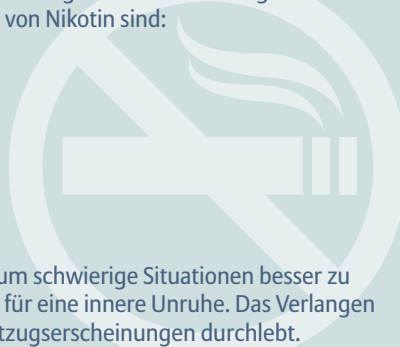 von Nikotin sind:
um schwierige Situationen besser zu
für eine innere Unruhe. Das Verlangen
tzugserscheinungen durchlebt.